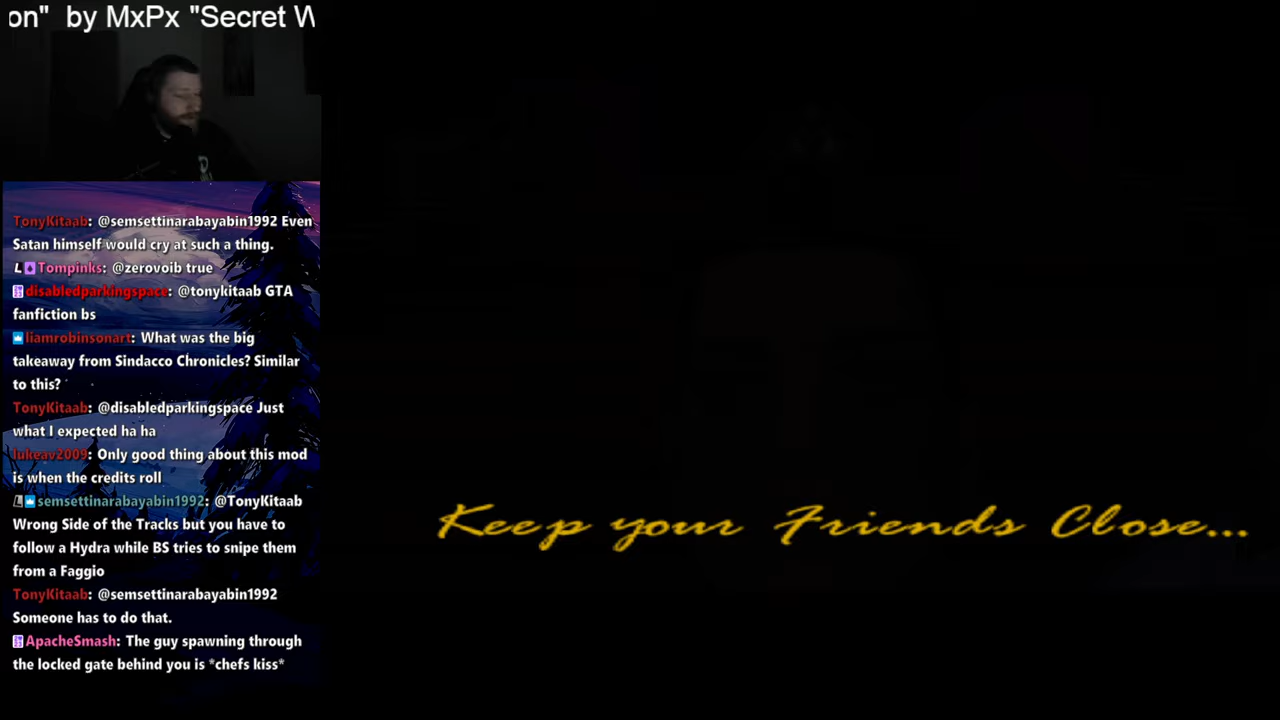 on"  by MxPx "Secret W
TonyKitaab: @semsettinarabayabin1992 Even
Satan himself would cry at such a thing.
Tompinks: @zerovoib true
disabledparkingspace: @tonykitaab GTA
fanfiction bs
liamrobinsonart: What was the big
takeaway from Sindacco Chronicles? Similar
to this?
TonyKitaab: @disabledparkingspace Just
what I expected ha ha
lukeav2009: Only good thing about this mod
is when the credits roll
semsettinarabayabin1992: @TonyKitaab
Wrong Side of the Tracks but you have to
follow a Hydra while BS tries to snipe them
from a Faggio
TonyKitaab: @semsettinarabayabin1992
Someone has to do that.
ApacheSmash: The guy spawning through
the locked gate behind you is *chefs kiss*
Keep your Friends Close...